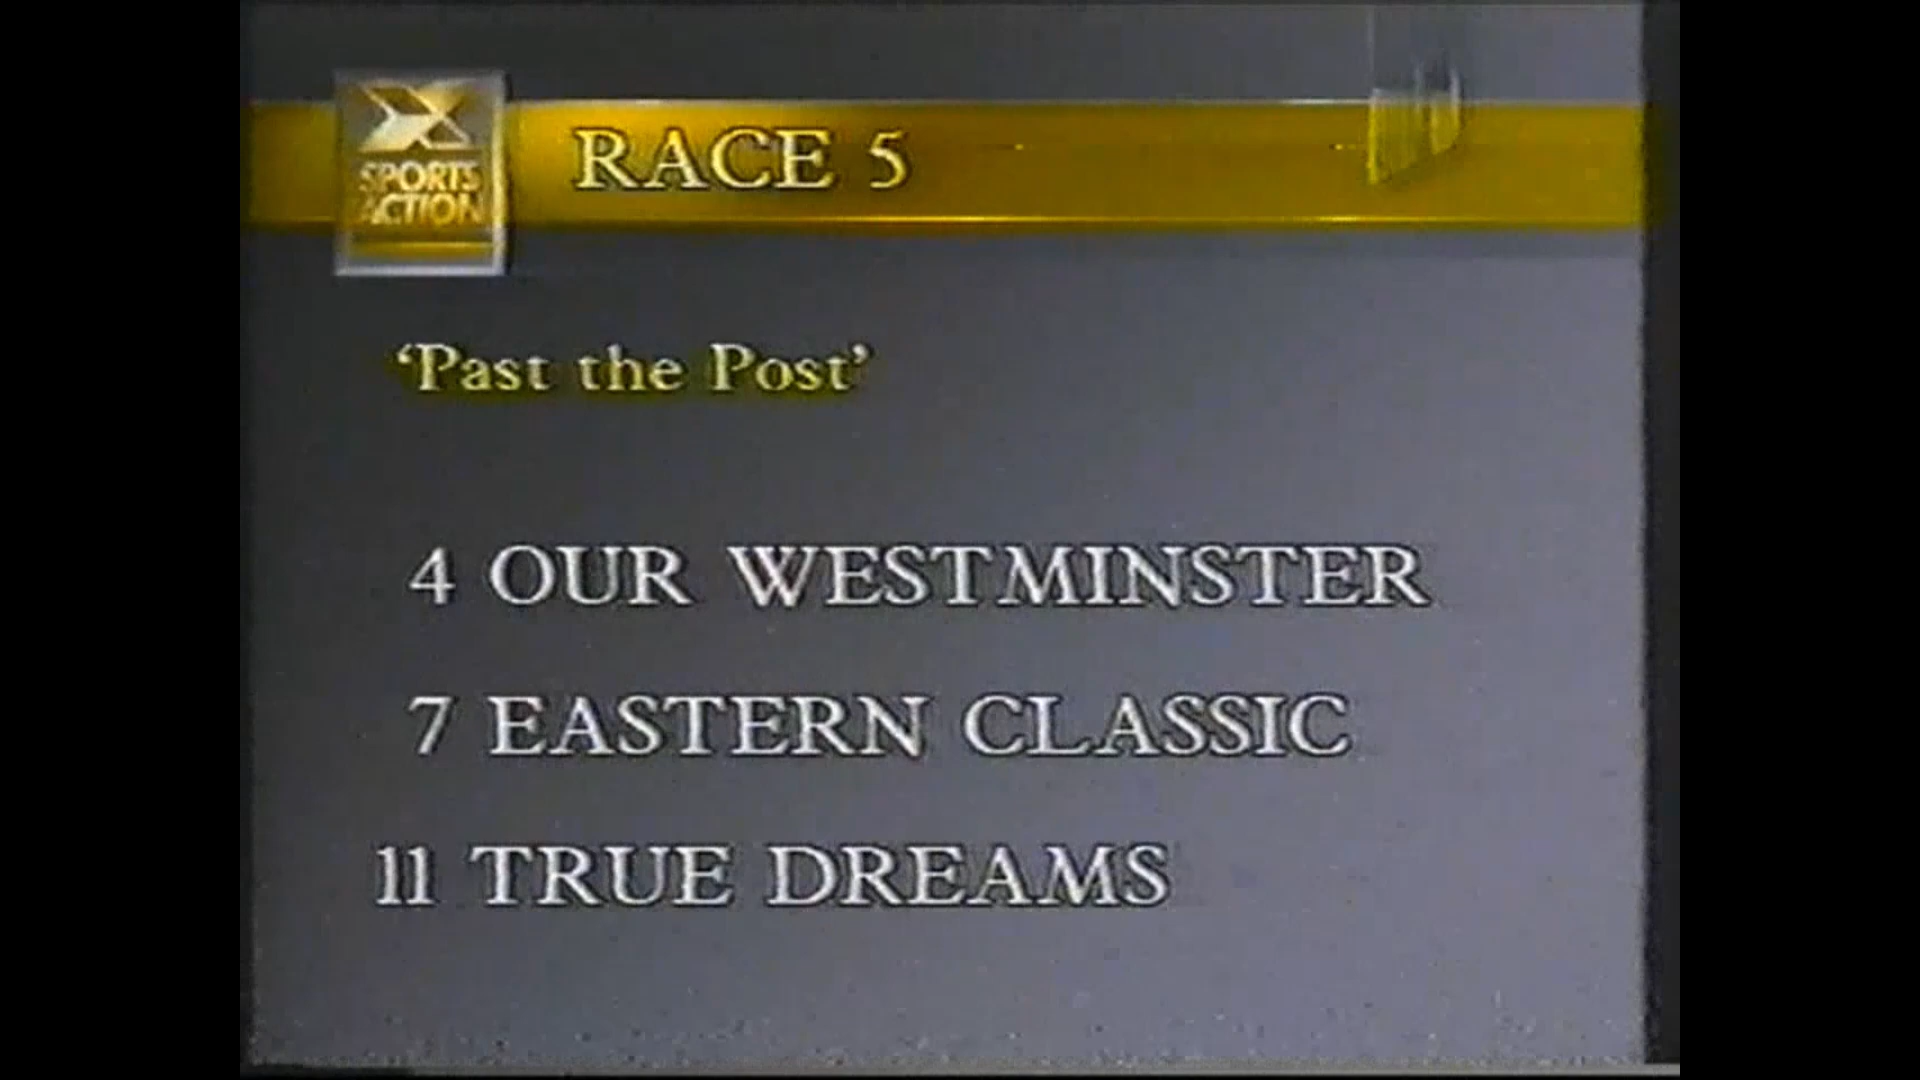 SPORTS
ACTION
RACE 5
‘Past the Post’
4 OUR WESTMINSTER
7 EASTERN CLASSIC
11 TRUE DREAMS